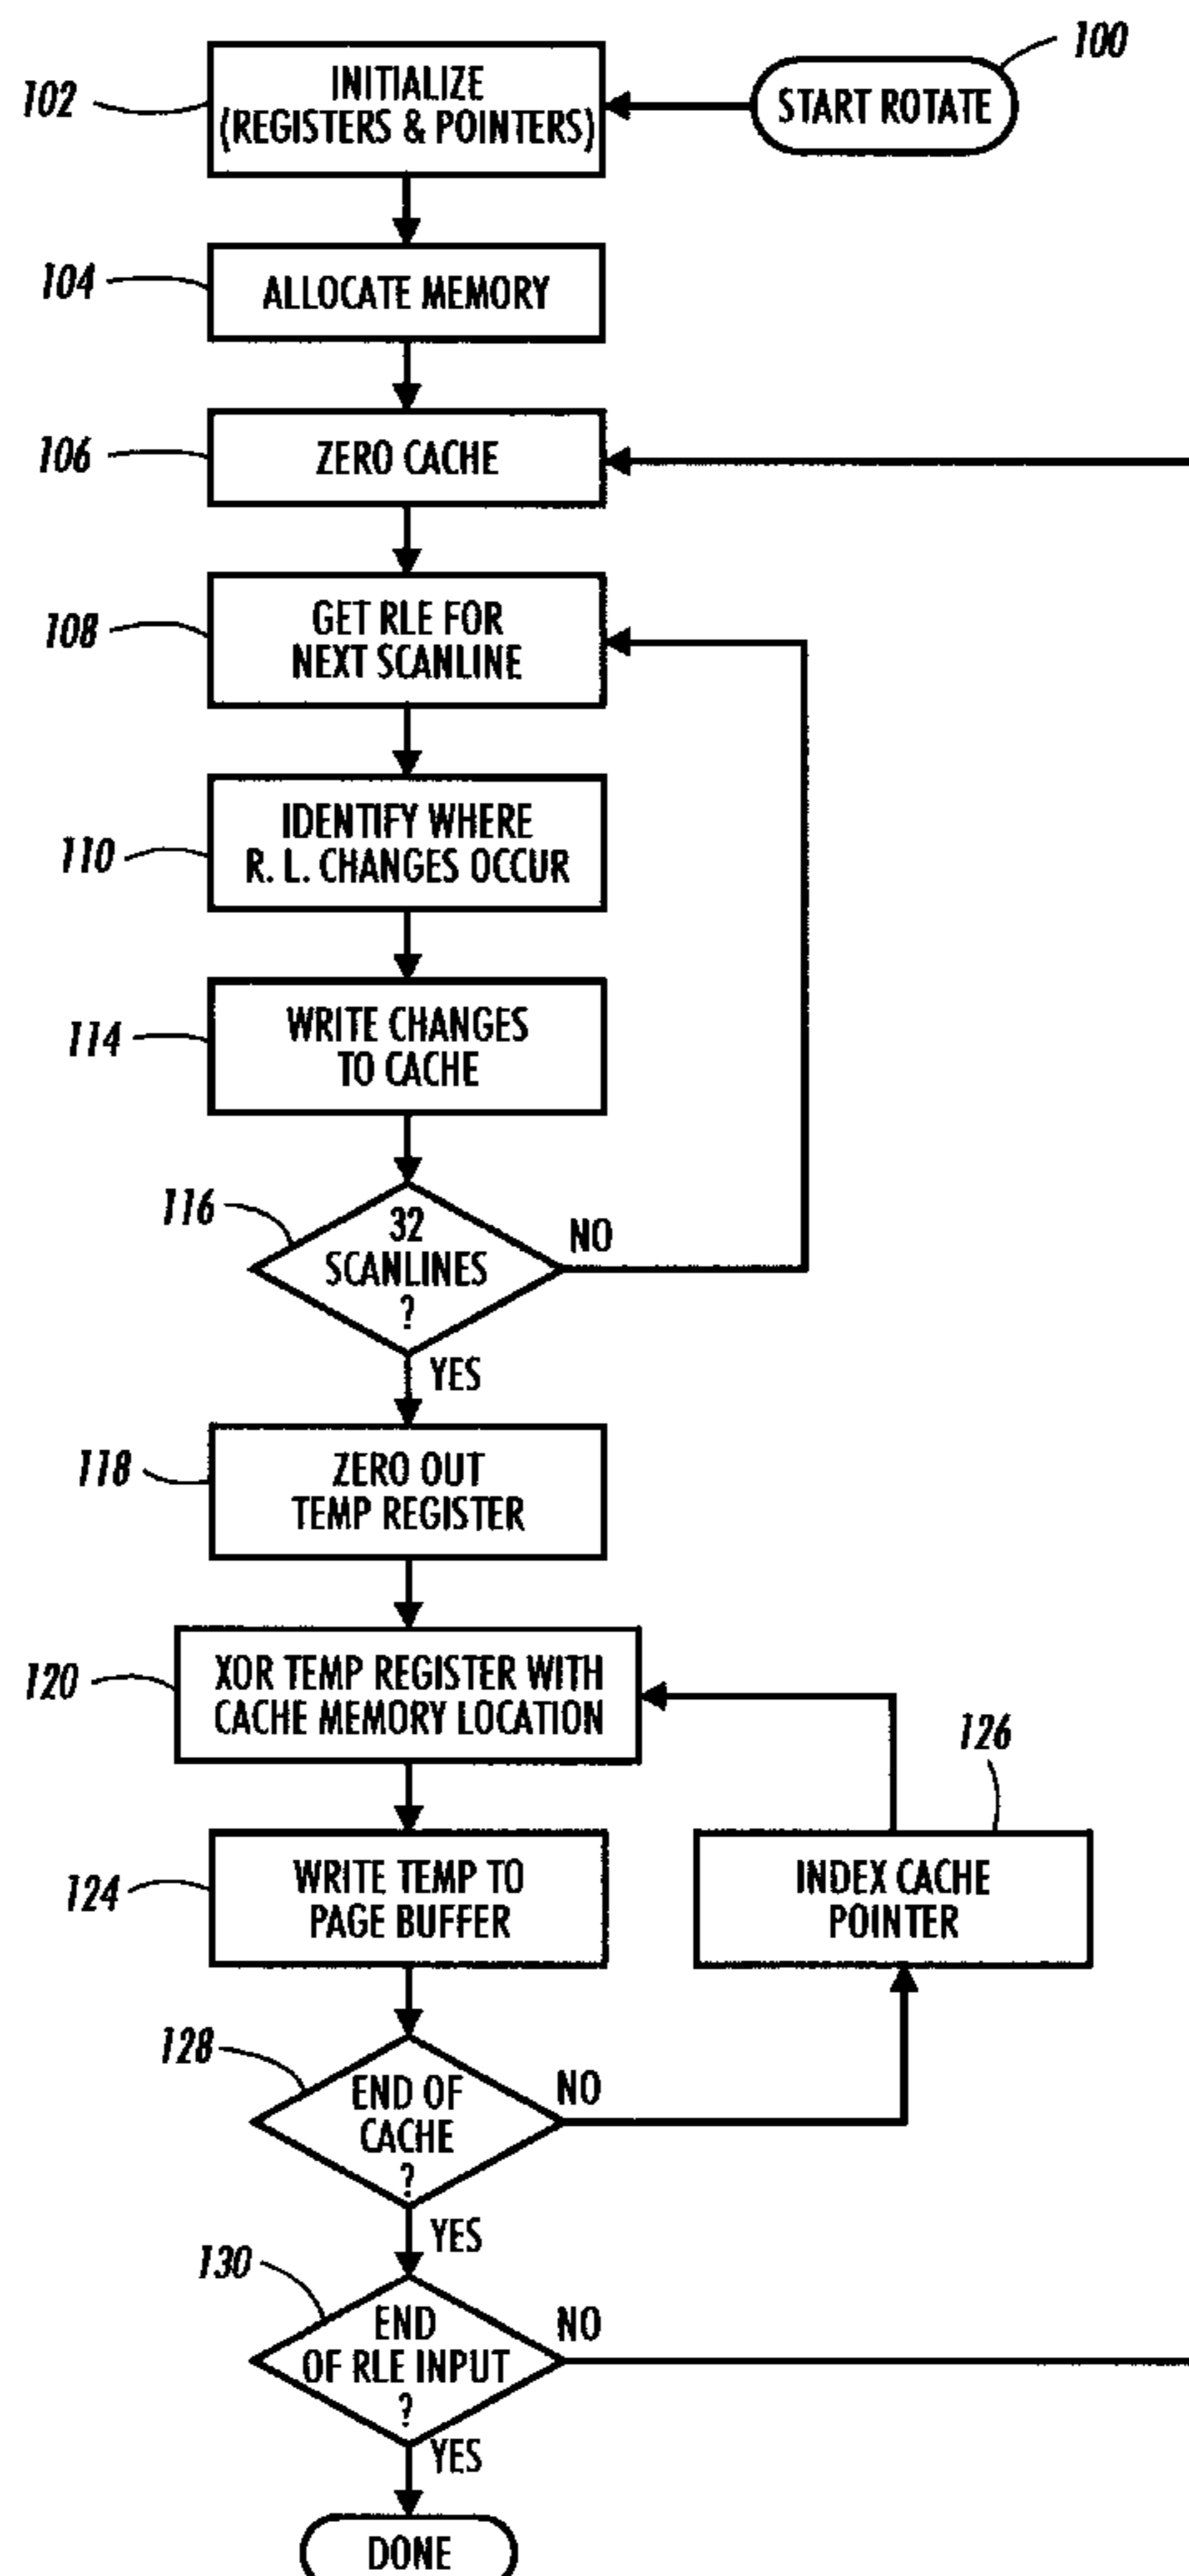 100
START ROTATE
102
INITIALIZE
(REGISTERS & POINTERS)
104
ALLOCATE MEMORY
106
ZERO CACHE
108
GET RLE FOR
NEXT SCANLINE
110
IDENTIFY WHERE
R. L. CHANGES OCCUR
114
WRITE CHANGES
TO CACHE
116
32
SCANLINES
?
NO
YES
118
ZERO OUT
TEMP REGISTER
120
XOR TEMP REGISTER WITH
CACHE MEMORY LOCATION
126
INDEX CACHE
POINTER
124
WRITE TEMP TO
PAGE BUFFER
128
END OF
CACHE
?
NO
YES
130
END
OF RLE INPUT
?
NO
YES
DONE